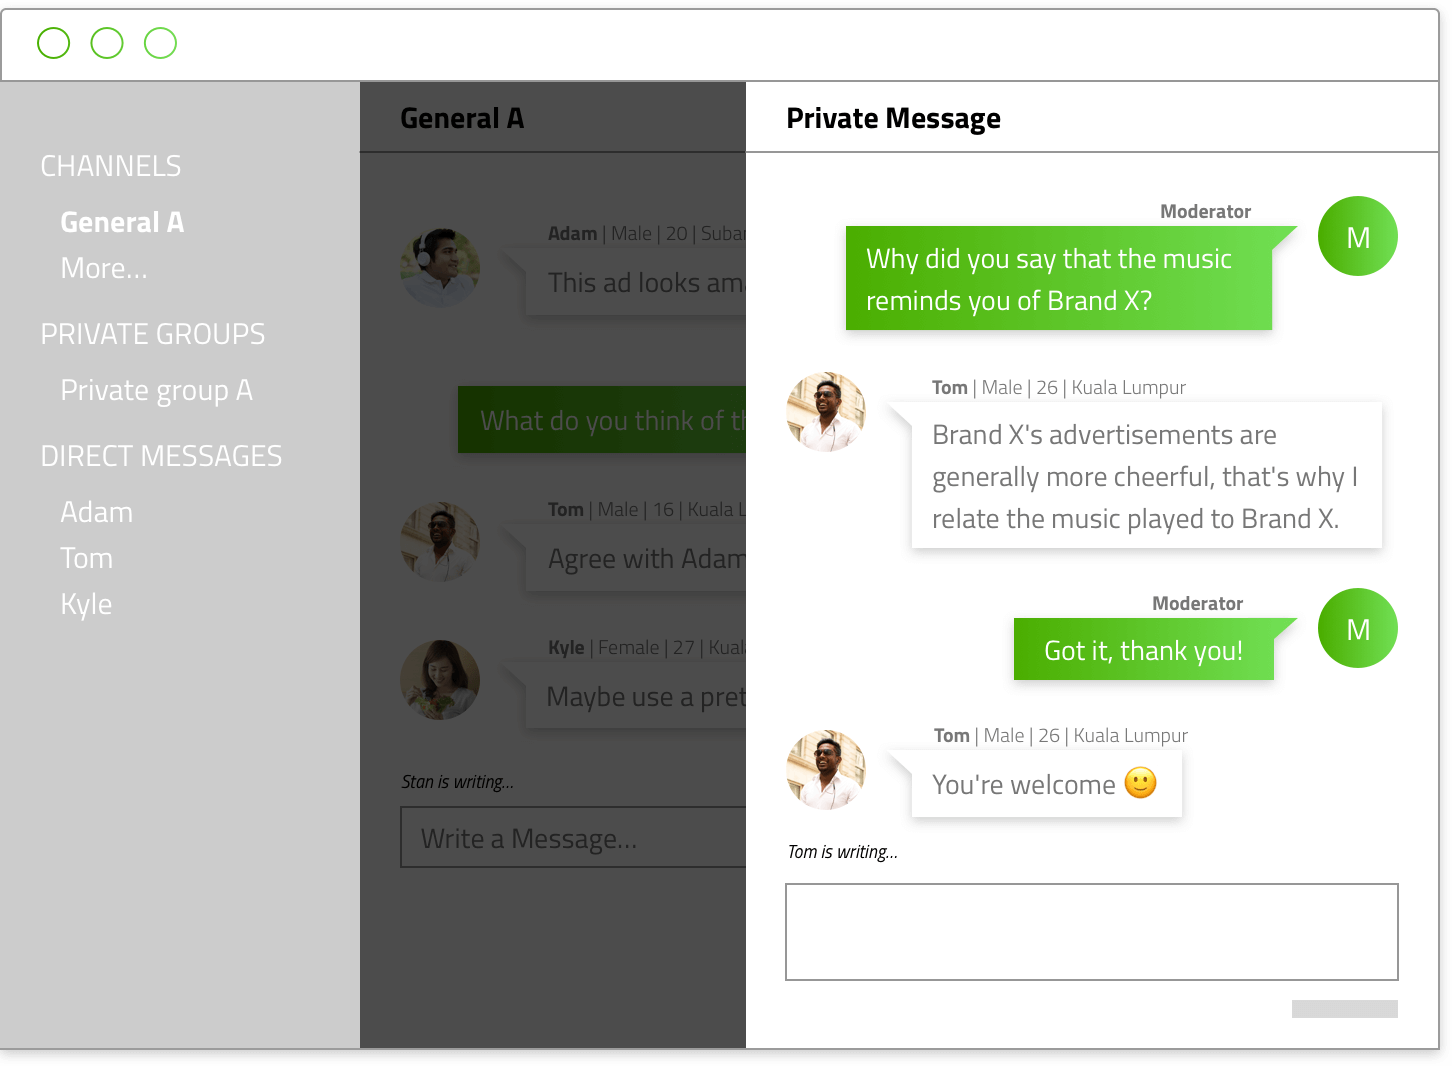 CHANNELS
General A
More...
PRIVATE GROUPS
Private group A
DIRECT MESSAGES
Adam
Tom
Kyle
General A
Adam | Male | 20 |
This ad looks
What do you think of
Tom | Male | 16 | Kuala
Agree with Adam
Kyle | Female | 27 |
Maybe use a
Stan is writing...
Write a Message...
Private Message
Moderator
M
Why did you say that the music
reminds you of Brand X?
Tom | Male | 26 | Kuala Lumpur
Brand X's advertisements are
generally more cheerful, that's why I
relate the music played to Brand X.
Moderator
M
Got it, thank you!
Tom | Male | 26 | Kuala Lumpur
You're welcome 🙂
Tom is writing...